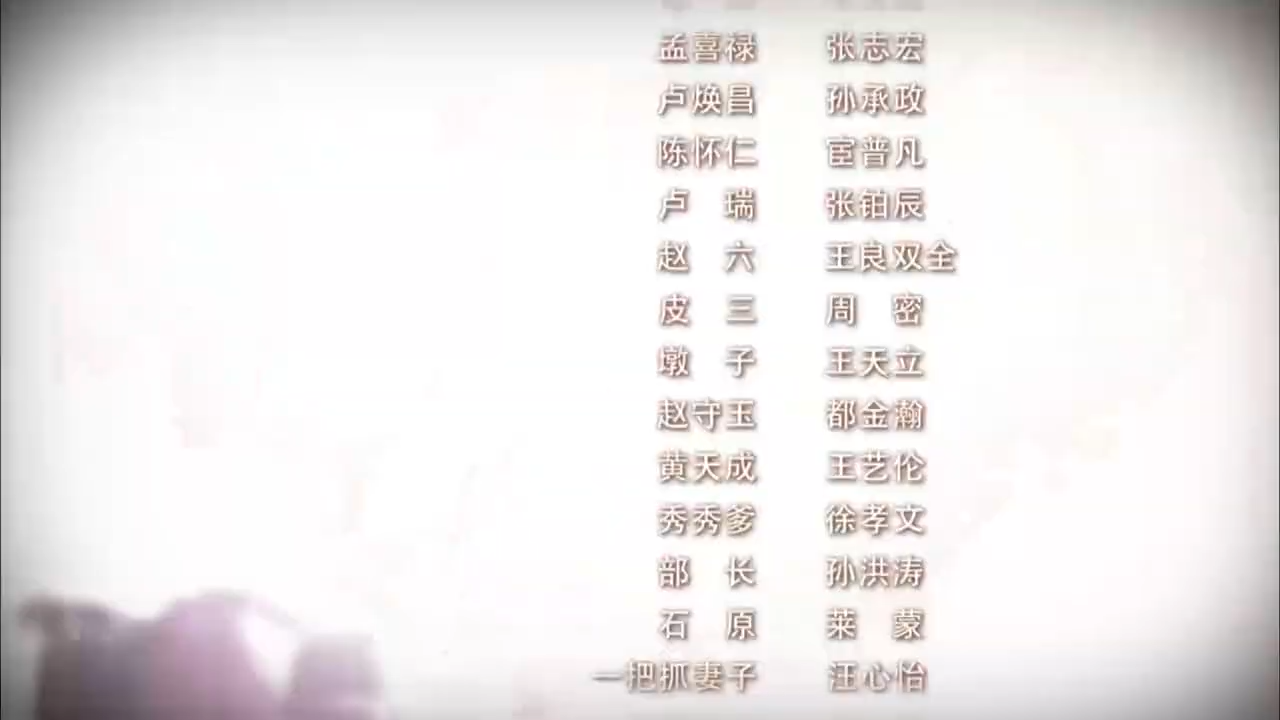 孟喜禄 张志宏
卢焕昌 孙承政
陈怀仁 宦普凡
卢 瑞 张铂辰
赵 六 王良双全
皮 三 周 密
墩 子 王天立
赵守玉 都金瀚
黄天成 王艺伦
秀秀爹 徐孝文
部 长 孙洪涛
石 原 莱 蒙
一把抓妻子 汪心怡